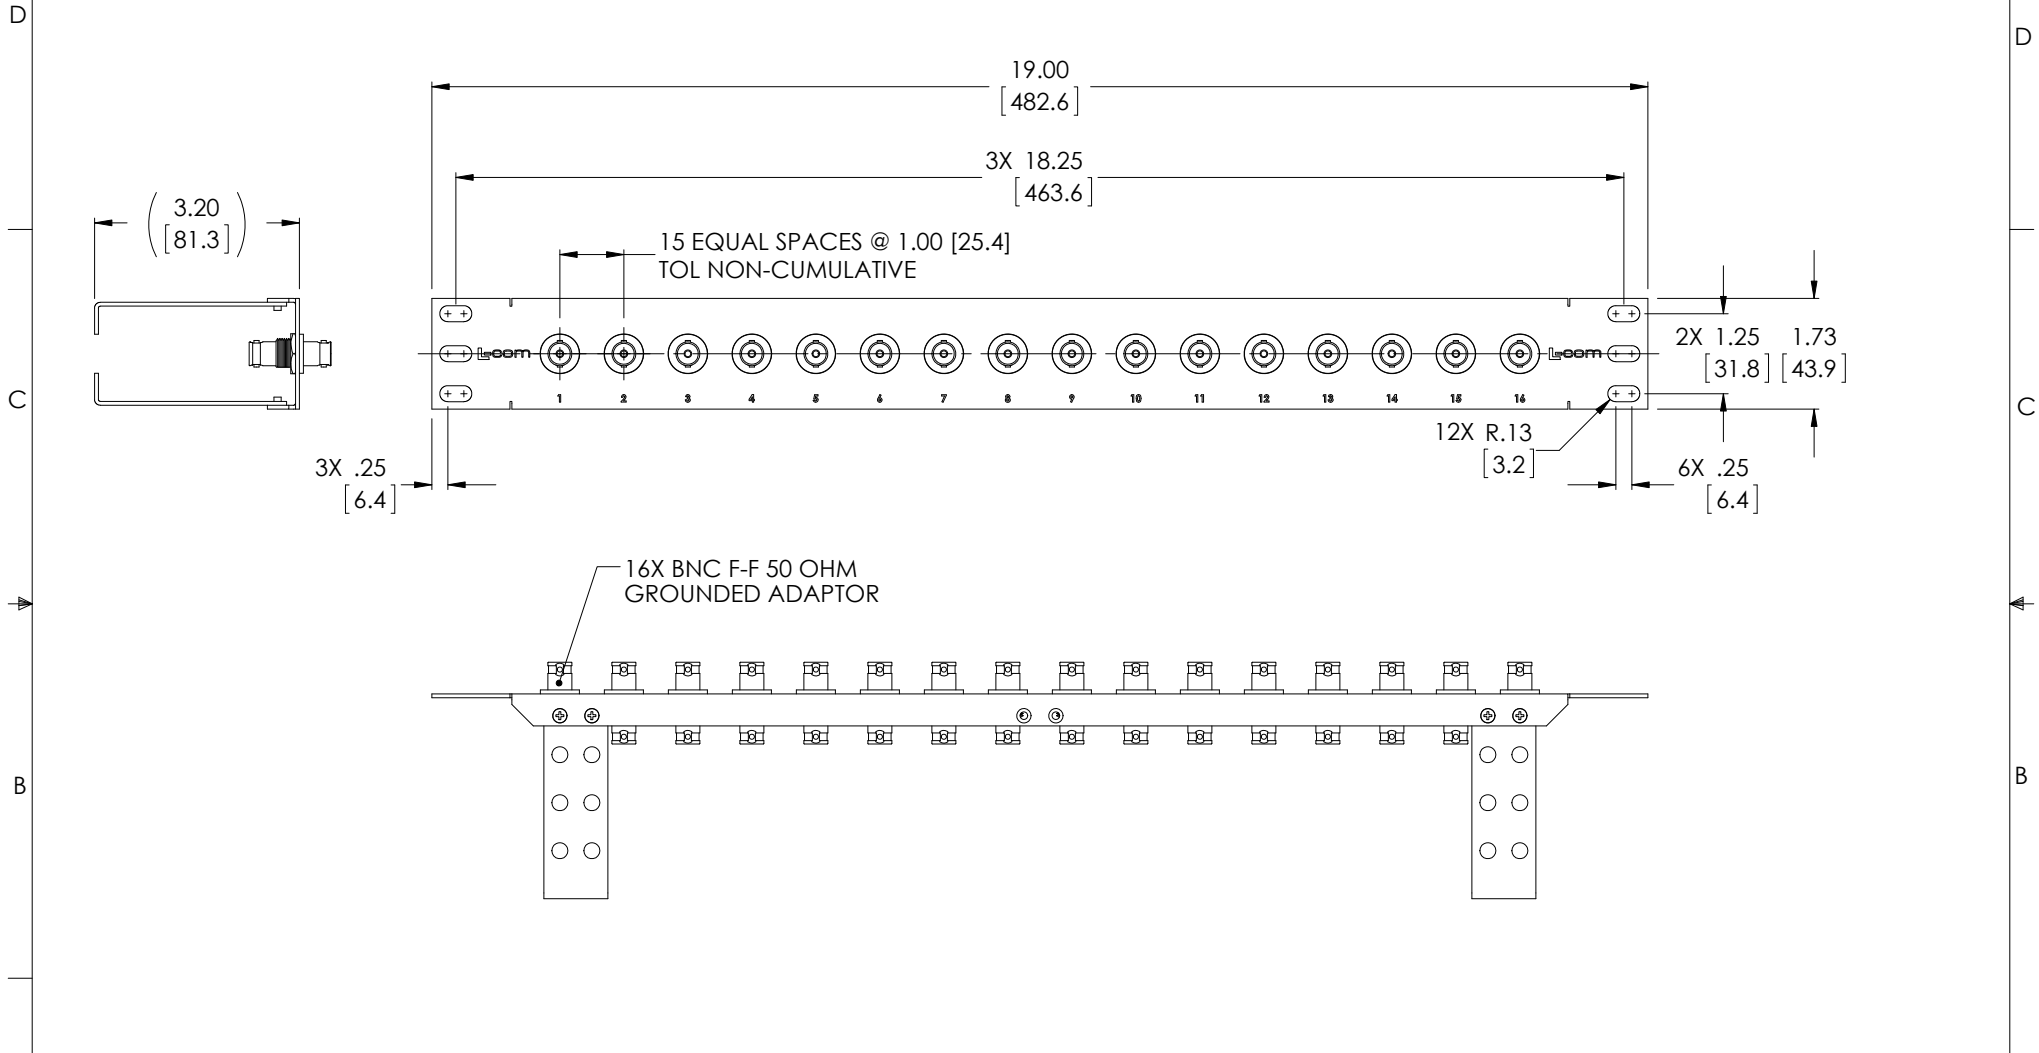 D
D
19.00
[482.6]
3X 18.25
[463.6]
(3.20
[81.3])
15 EQUAL SPACES @ 1.00 [25.4]
TOL NON-CUMULATIVE
2X 1.25
[31.8]
1.73
[43.9]
L-com
L-com
1 2 3 4 5 6 7 8 9 10 11 12 13 14 15 16
C
C
12X R.13
[3.2]
3X .25
[6.4]
6X .25
[6.4]
16X BNC F-F 50 OHM
GROUNDED ADAPTOR
B
B